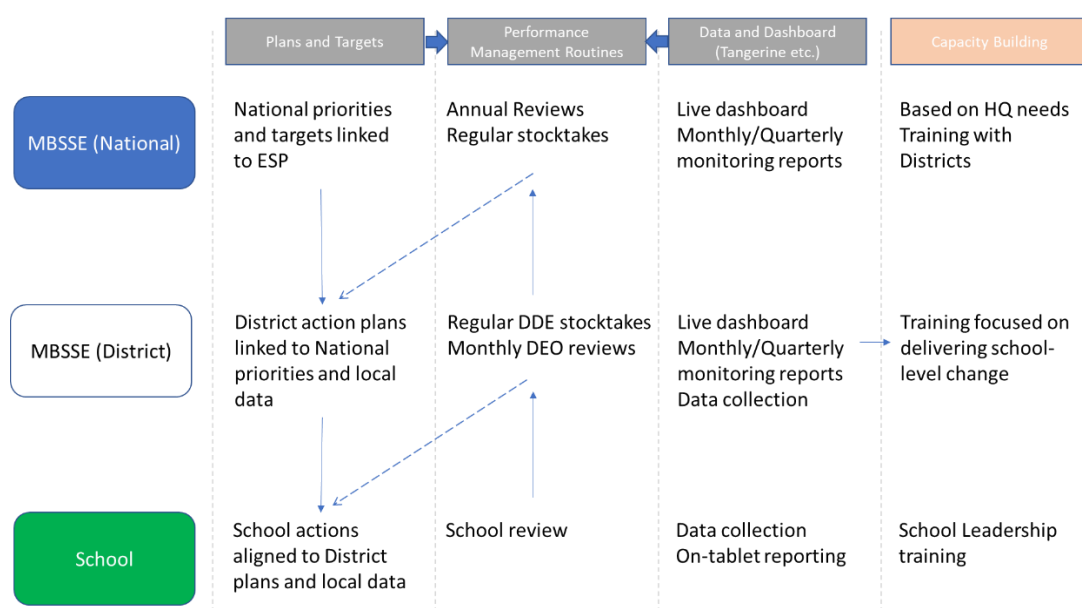 Plans and Targets
Performance
Management Routines
Data and Dashboard
(Tangerine etc.)
Capacity Building
MBSSE (National)
National priorities
and targets linked
to ESP
Annual Reviews
Regular stocktakes
Live dashboard
Monthly/Quarterly
monitoring reports
Based on HQ needs
Training with
Districts
MBSSE (District)
District action plans
linked to National
priorities and local
data
Regular DDE stocktakes
Monthly DEO reviews
Live dashboard
Monthly/Quarterly
monitoring reports
Data collection
Training focused on
delivering school-
level change
School
School actions
aligned to District
plans and local data
School review
Data collection
On-tablet reporting
School Leadership
training